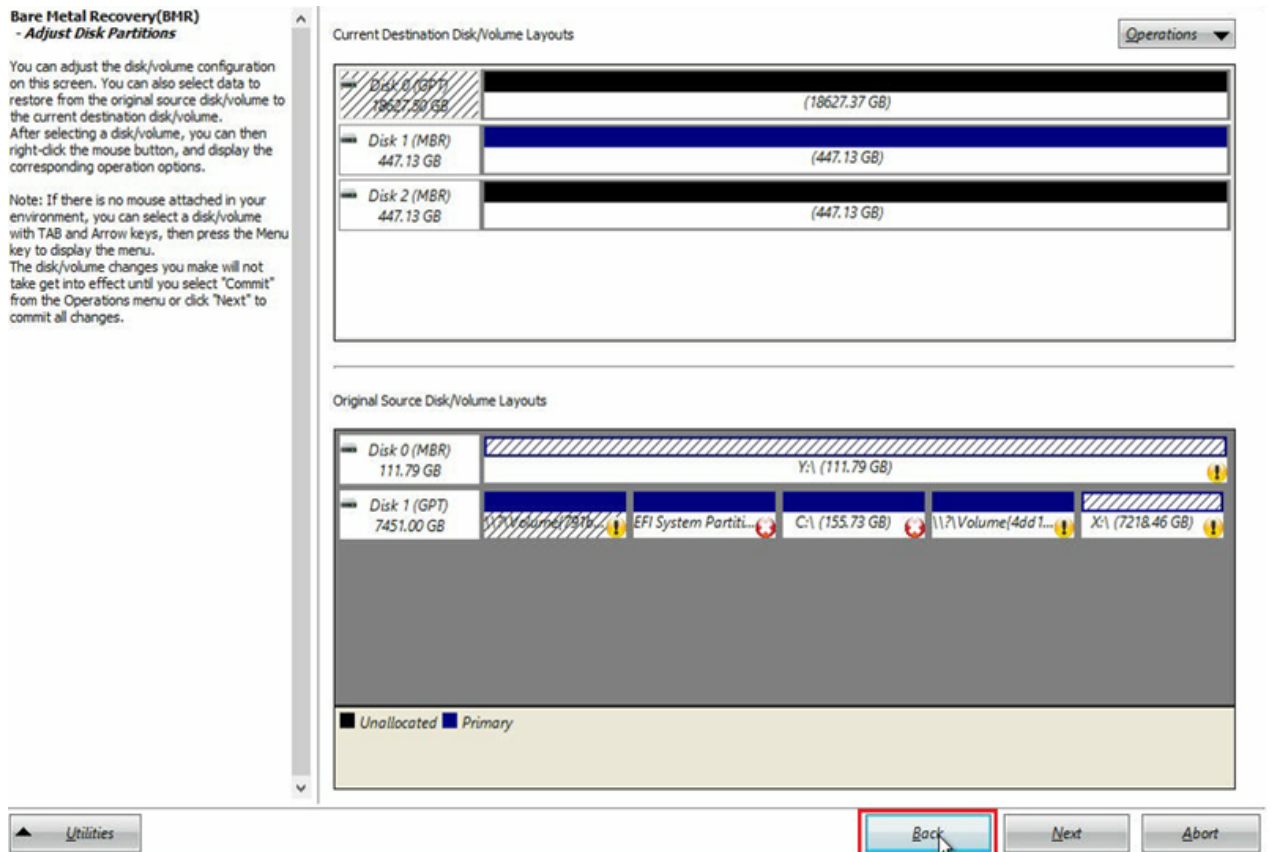 Bare Metal Recovery(BMR)
- Adjust Disk Partitions
You can adjust the disk/volume configuration
on this screen. You can also select data to
restore from the original source disk/volume to
the current destination disk/volume.
After selecting a disk/volume, you can then
right-click the mouse button, and display the
corresponding operation options.
Note: If there is no mouse attached in your
environment, you can select a disk/volume
with TAB and Arrow keys, then press the Menu
key to display the menu.
The disk/volume changes you make will not
take get into effect until you select "Commit"
from the Operations menu or click "Next" to
commit all changes.
Current Destination Disk/Volume Layouts
Operations
Disk 0 (GPT)
18627.50 GB
(18627.37 GB)
Disk 1 (MBR)
447.13 GB
(447.13 GB)
Disk 2 (MBR)
447.13 GB
(447.13 GB)
Original Source Disk/Volume Layouts
Disk 0 (MBR)
111.79 GB
Y:\ (111.79 GB)
Disk 1 (GPT)
7451.00 GB
\\?\Volume{791b...
EFI System Partiti...
C:\ (155.73 GB)
\\?\Volume{4dd1...
X:\ (7218.46 GB)
Unallocated
Primary
Utilities
Back
Next
Abort